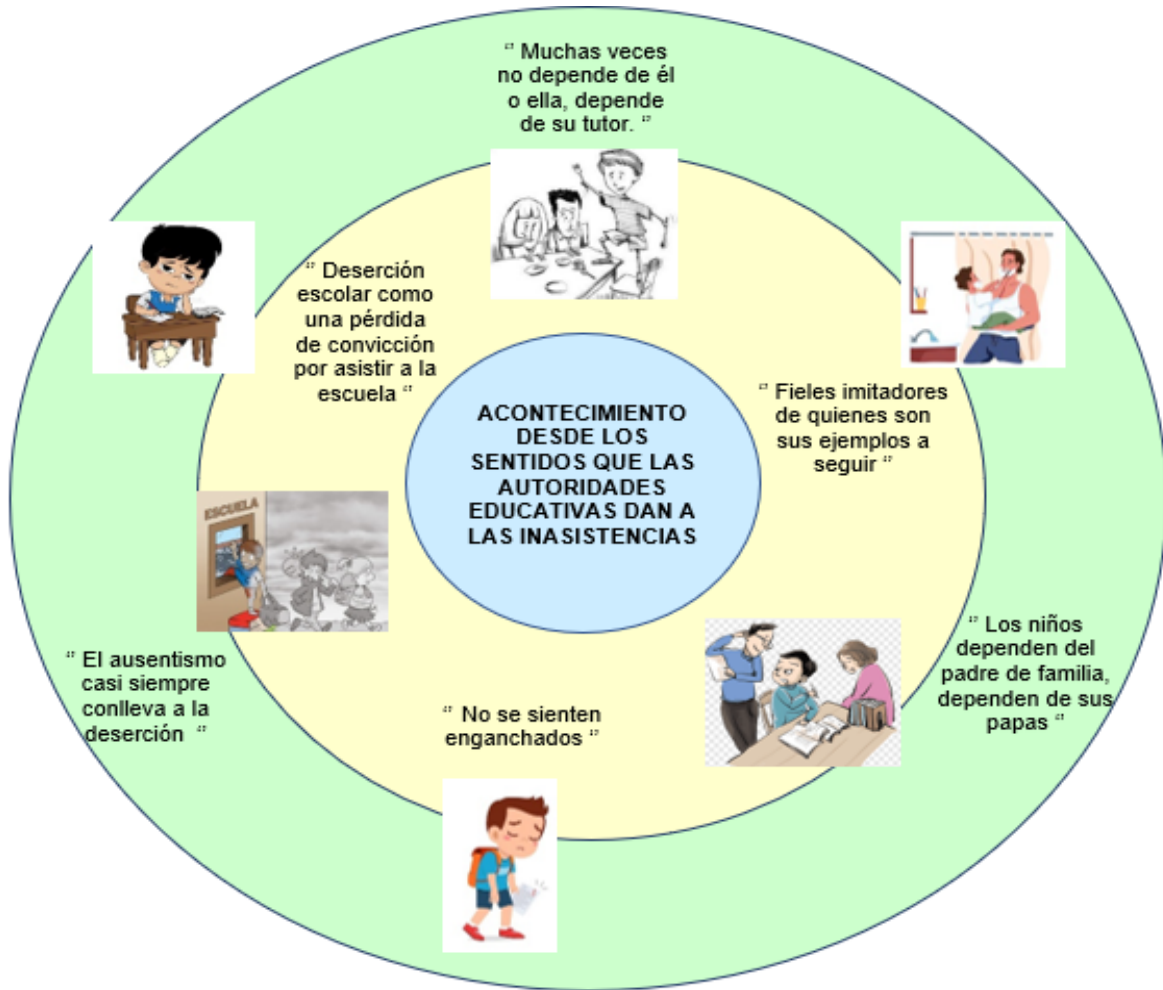 “ Muchas veces
no depende de él
o ella, depende
de su tutor. “
“ Deserción
escolar como
una pérdida
de convicción
por asistir a la
escuela “
“ Fieles imitadores
de quienes son
sus ejemplos a
seguir “
ACONTECIMIENTO
DESDE LOS
SENTIDOS QUE LAS
AUTORIDADES
EDUCATIVAS DAN A
LAS INASISTENCIAS
ESCUELA
“ El ausentismo
casi siempre
conlleva a la
deserción “
“ No se sienten
enganchados “
“ Los niños
dependen del
padre de familia,
dependen de sus
papas “